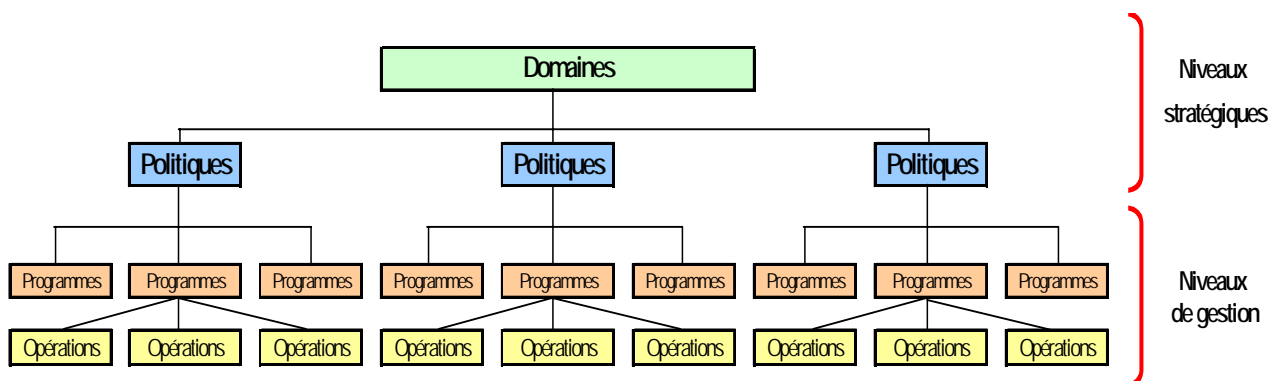 Domaines
Niveaux
stratégiques
Politiques Politiques Politiques
Programmes Programmes Programmes Programmes Programmes Programmes Programmes Programmes Programmes
Niveaux
de gestion
Opérations Opérations Opérations Opérations Opérations Opérations Opérations Opérations Opérations